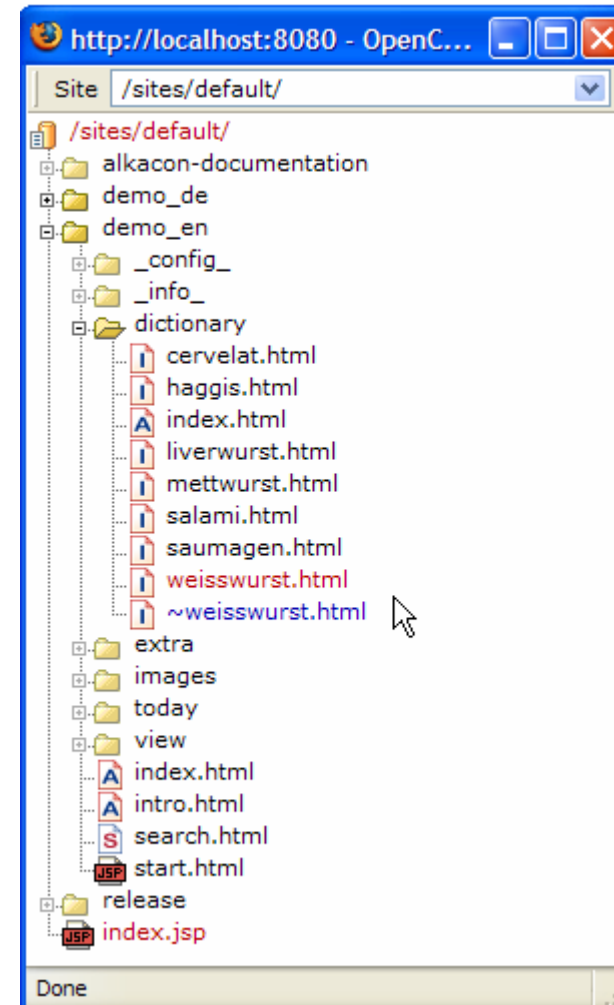 http://localhost:8080 - OpenC...
Site /sites/default/
/sites/default/
alkacon-documentation
demo_de
demo_en
_config_
_info_
dictionary
I cervelat.html
I haggis.html
A index.html
I liverwurst.html
I mettwurst.html
I salami.html
I saumagen.html
I weisswurst.html
I ~weisswurst.html
extra
images
today
view
A index.html
A intro.html
S search.html
JSP start.html
release
JSP index.jsp
Done